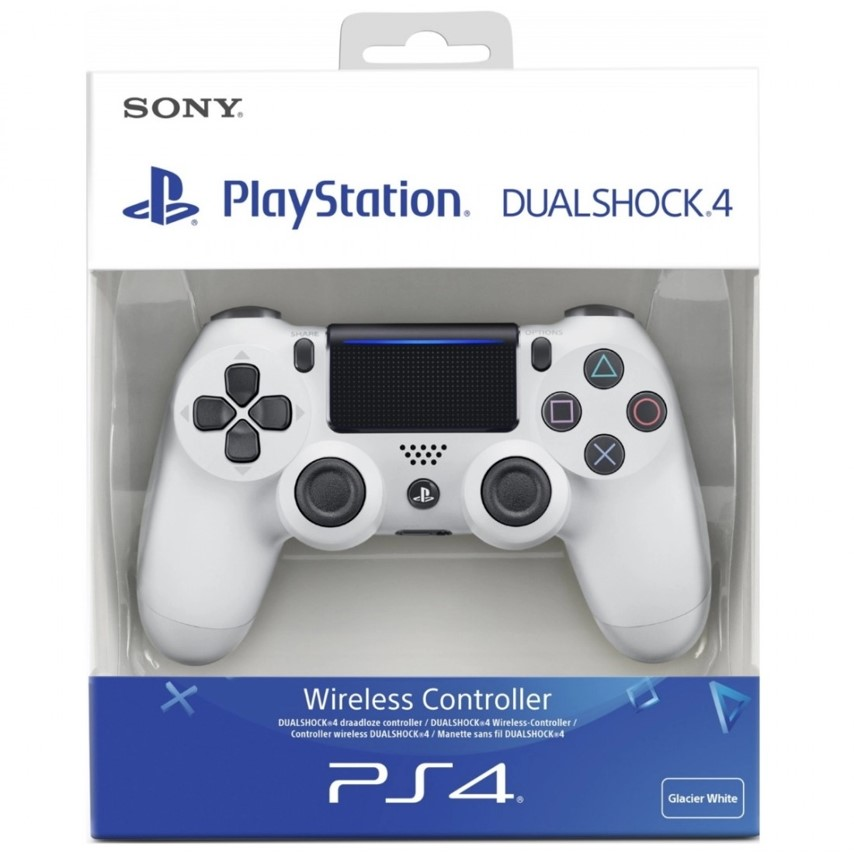 SONY®
PlayStation® DUALSHOCK®4
SHARE OPTIONS
Wireless Controller
DUALSHOCK®4 draadloze controller / DUALSHOCK®4 Wireless-Controller /
Controller wireless DUALSHOCK®4 / Manette sans fil DUALSHOCK®4
PS4®
Glacier White